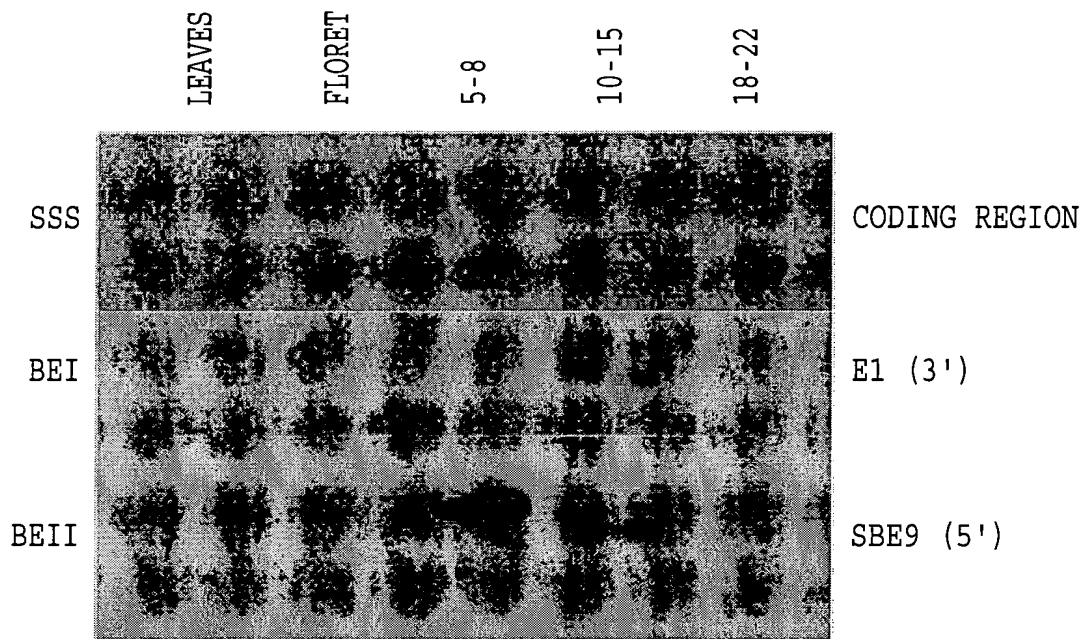 LEAVES
FLORET
5-8
10-15
18-22
SSS
CODING REGION
BEI
E1 (3')
BEII
SBE9 (5')